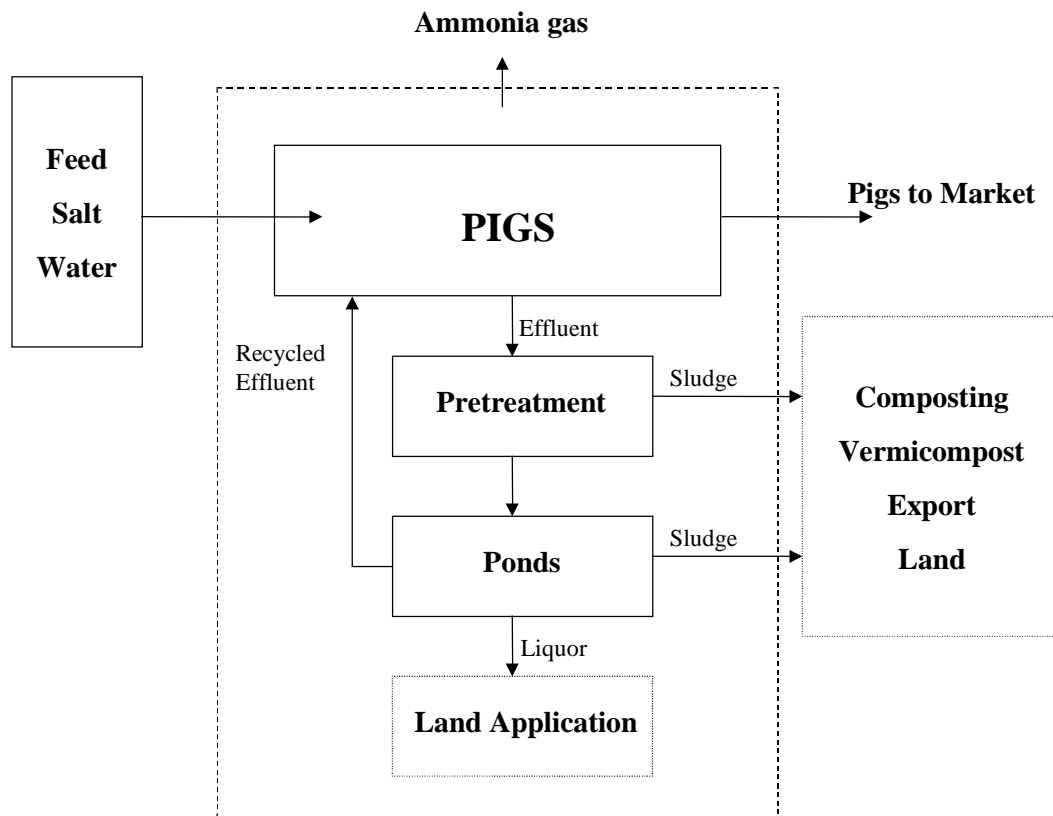 Ammonia gas
Feed
Salt
Water
PIGS
Pigs to Market
Effluent
Recycled
Effluent
Pretreatment
Sludge
Composting
Vermicompost
Export
Land
Ponds
Sludge
Liquor
Land Application